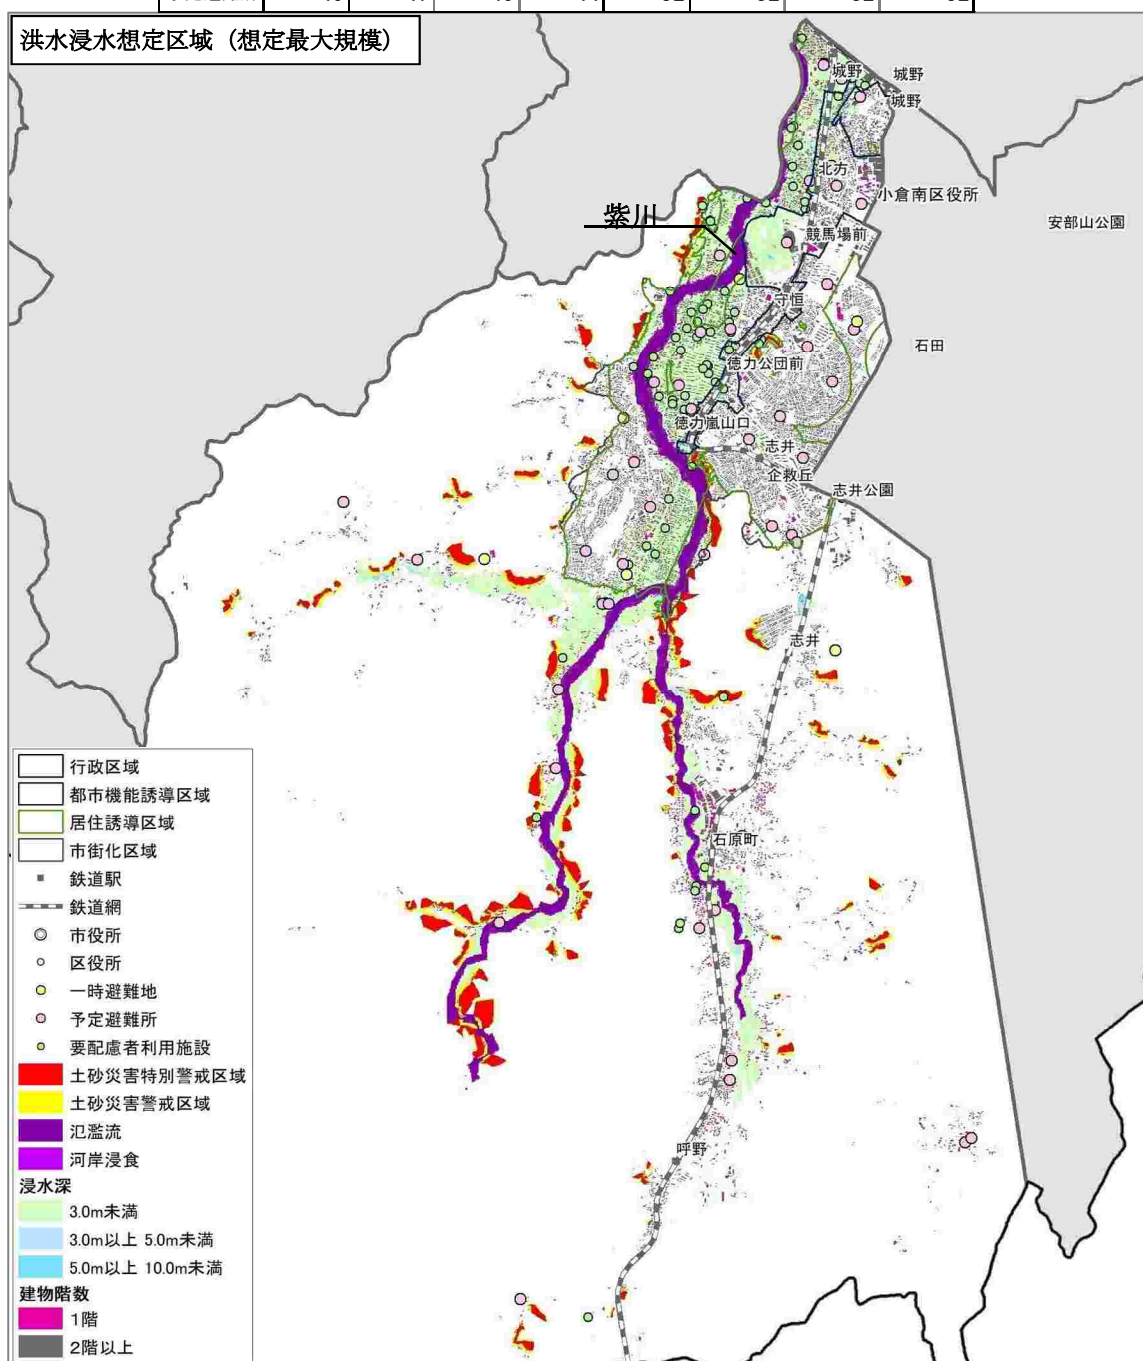 洪水浸水想定区域（想定最大規模）
城野
城野
城野
北方
小倉南区役所
安部山公園
紫川
競馬場前
守恒
石田
徳力公団前
徳力嵐山口
志井
企救丘
志井公園
志井
石原町
呼野
行政区域
都市機能誘導区域
居住誘導区域
市街化区域
鉄道駅
鉄道網
市役所
区役所
一時避難地
予定避難所
要配慮者利用施設
土砂災害特別警戒区域
土砂災害警戒区域
氾濫流
河岸浸食
浸水深
3.0m未満
3.0m以上 5.0m未満
5.0m以上 10.0m未満
建物階数
1階
2階以上